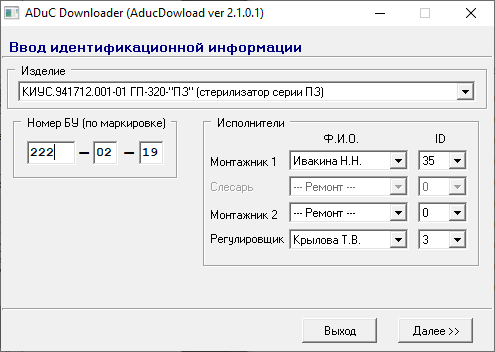 ADuC Downloader (AducDowload ver 2.1.0.1)
Ввод идентификационной информации
Изделие
КИУС.941712.001-01 ГП-320-"ПЗ" (стерилизатор серии ПЗ)
Номер БУ (по маркировке)
222 – 02 – 19
Исполнители
Ф.И.О. ID
Монтажник 1 Ивакина Н.Н. 35
Слесарь --- Ремонт --- 0
Монтажник 2 --- Ремонт --- 0
Регулировщик Крылова Т.В. 3
Выход Далее >>